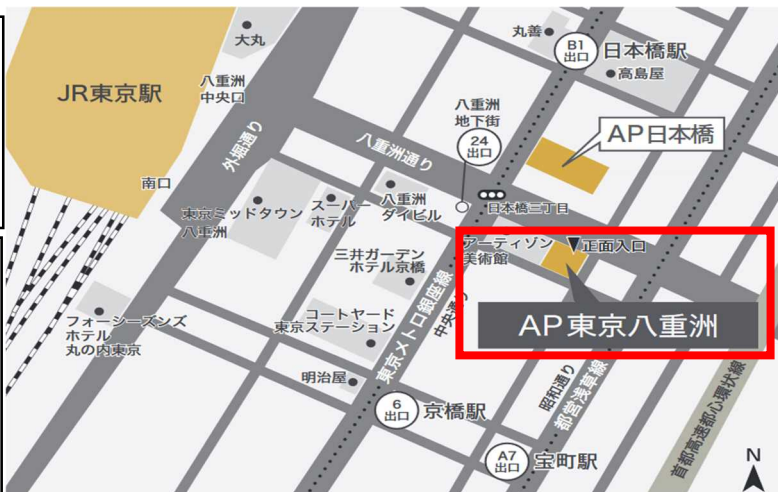 丸善
大丸
B1
出口
日本橋駅
高島屋
JR東京駅
八重洲
中央口
八重洲
地下街
24
出口
AP日本橋
外堀通り
八重洲通り
南口
東京ミッドタウン
八重洲
スーパー
ホテル
八重洲
ダイビル
日本橋三丁目
アーティゾン
美術館
正面入口
三井ガーデン
ホテル京橋
東京メトロ銀座線
中央通り
AP東京八重洲
フォーシーズンズ
ホテル
丸の内東京
コートヤード
東京ステーション
明治屋
6
出口
京橋駅
昭和通り
都営浅草線
首都高速都心環状線
A7
出口
宝町駅
N